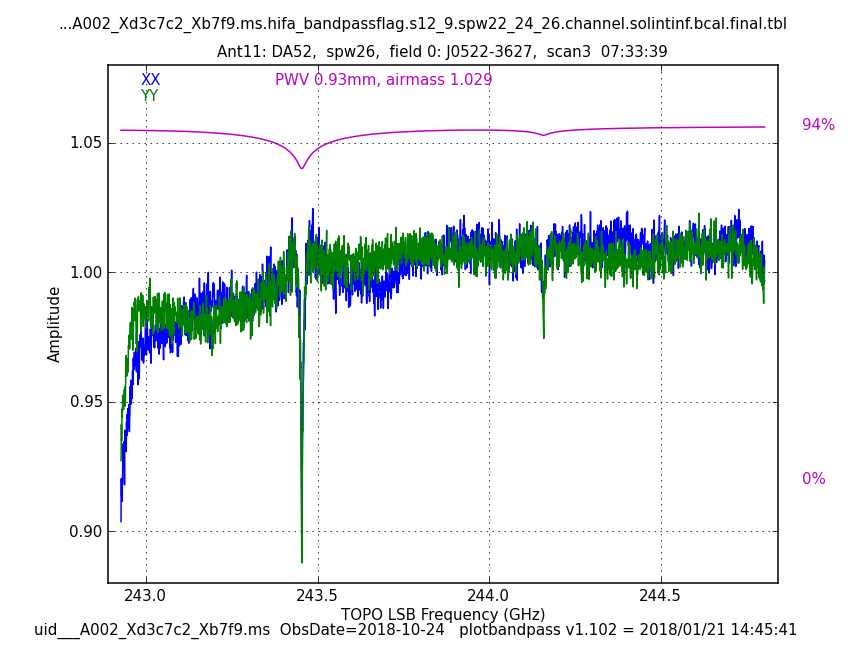 ...A002_Xd3c7c2_Xb7f9.ms.hifa_bandpassflag.s12_9.spw22_24_26.channel.solintinf.bcal.final.tbl
Ant11: DA52,  spw26,  field 0: J0522-3627,  scan3  07:33:39
XX
PWV 0.93mm, airmass 1.029
YY
94%
1.05
1.00
0.95
0.90
Amplitude
0%
243.0
243.5
244.0
244.5
TOPO LSB Frequency (GHz)
uid___A002_Xd3c7c2_Xb7f9.ms  ObsDate=2018-10-24   plotbandpass v1.102 = 2018/01/21 14:45:41